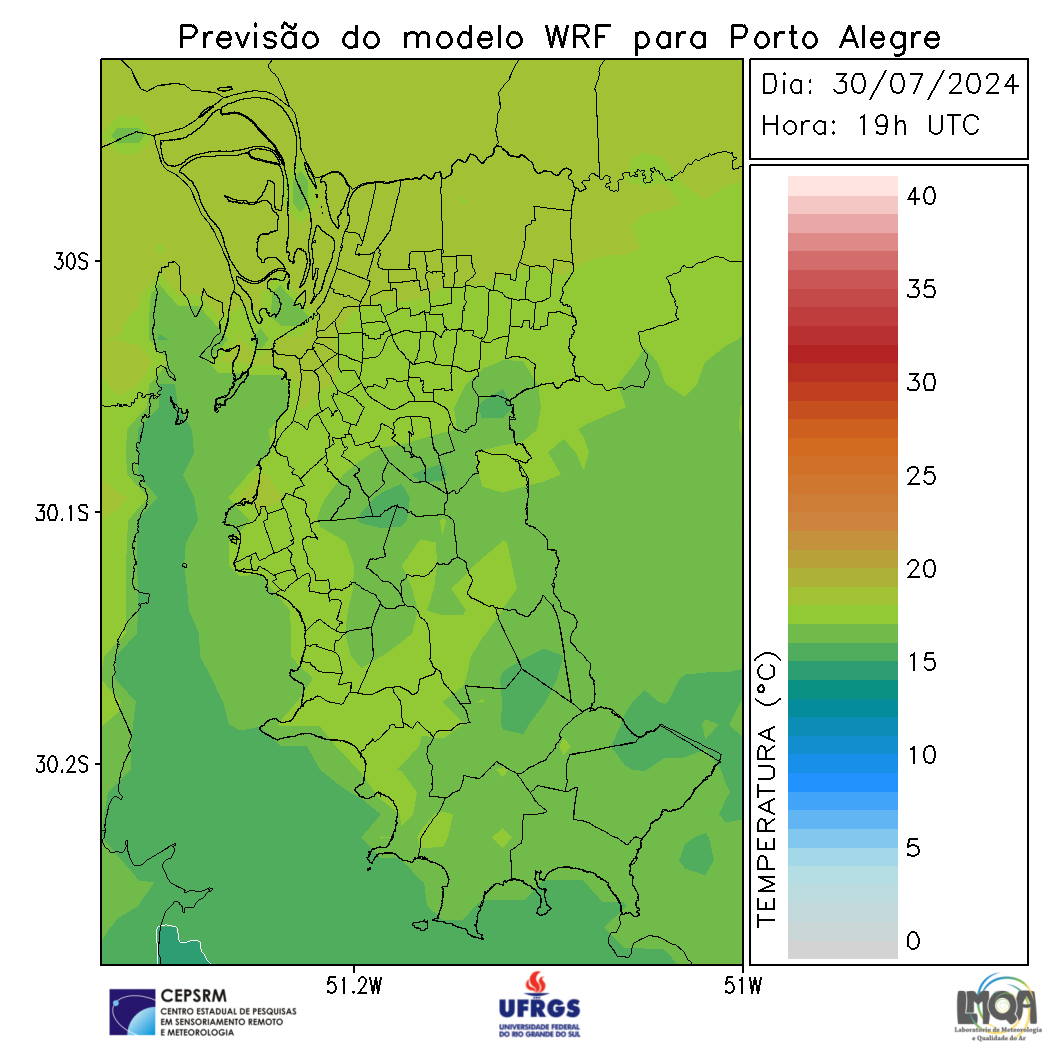 Previsão do modelo WRF para Porto Alegre
Dia: 30/07/2024
Hora: 19h UTC
40
35
30
25
20
15
10
5
0
TEMPERATURA (°C)
30S
30.1S
30.2S
51.2W
51W
CEPSRM
CENTRO ESTADUAL DE PESQUISAS
EM SENSORIAMENTO REMOTO
E METEOROLOGIA
UFRGS
UNIVERSIDADE FEDERAL
DO RIO GRANDE DO SUL
LMQA
Laboratório de Meteorologia
e Qualidade do Ar